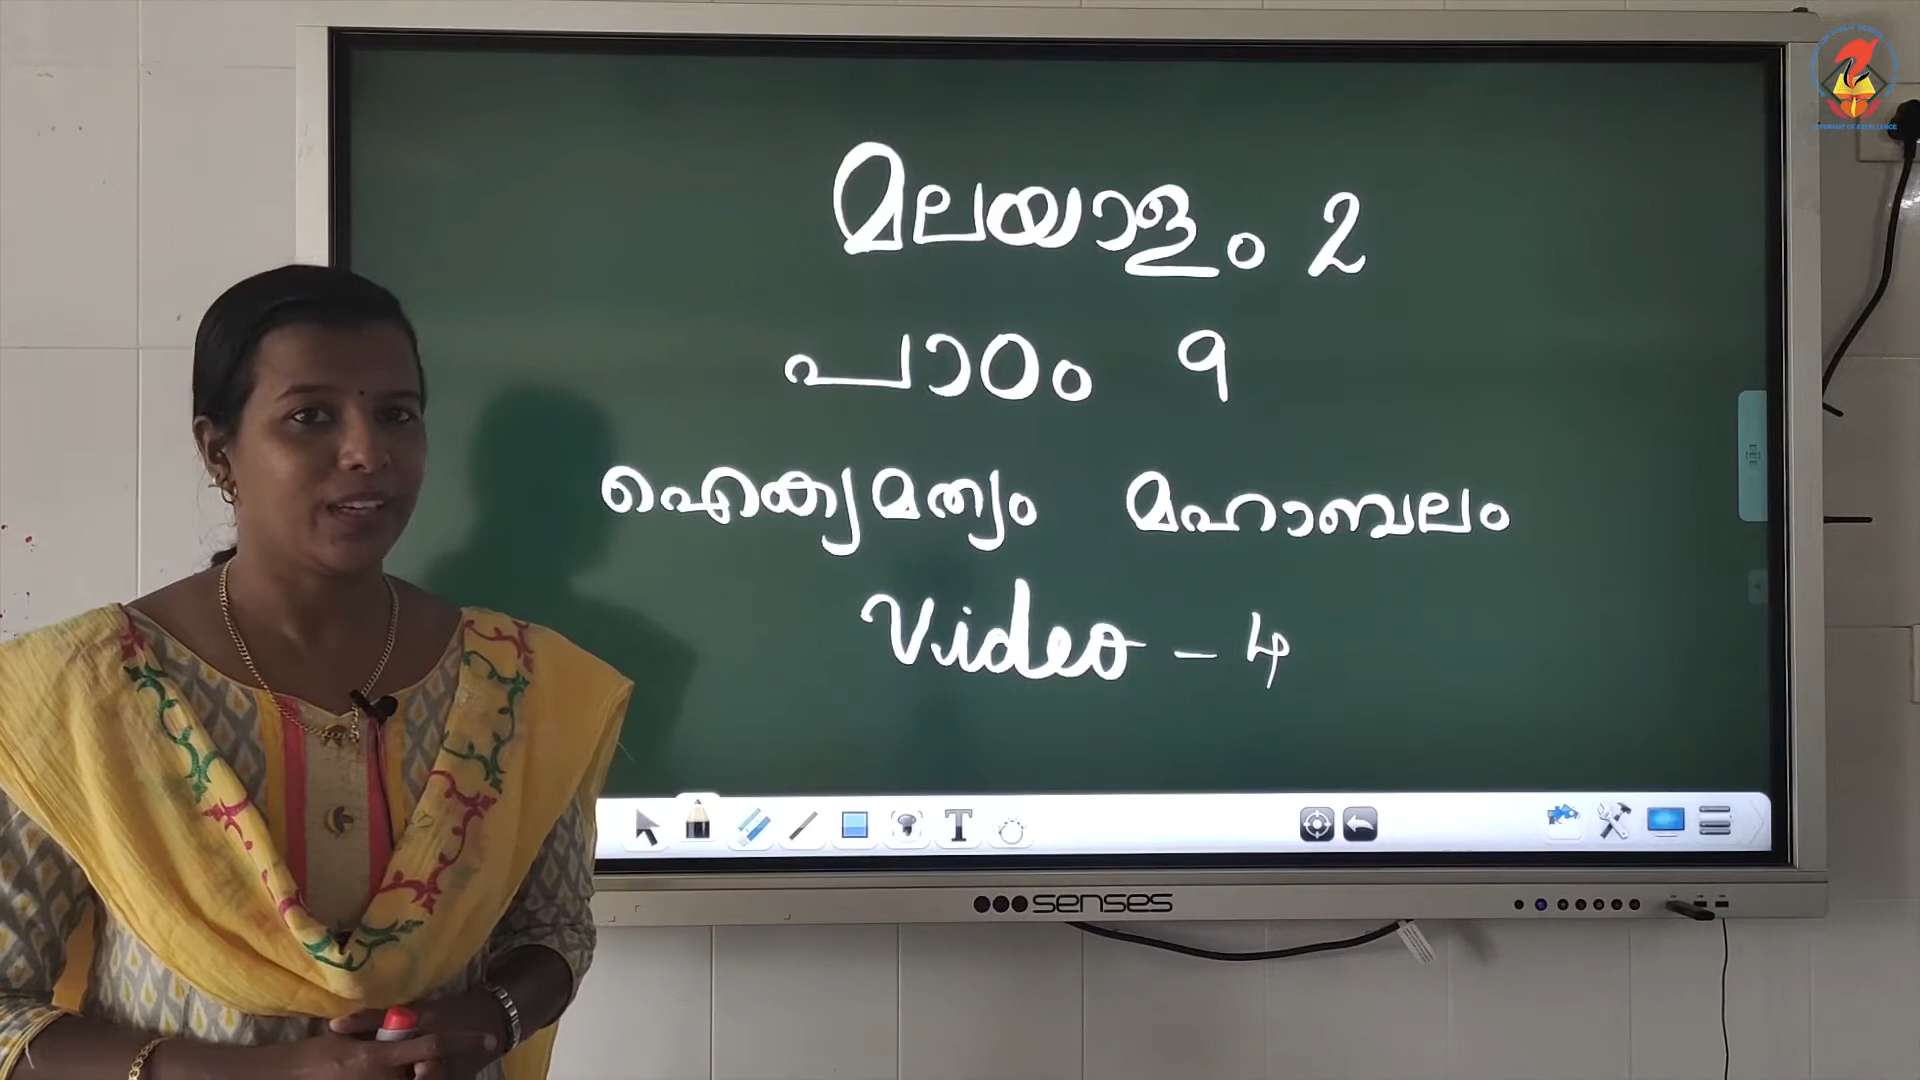 മലയാളം 2
പാഠം 9
ഐക്യമത്യം മഹാബലം
Video - 4
T
senses